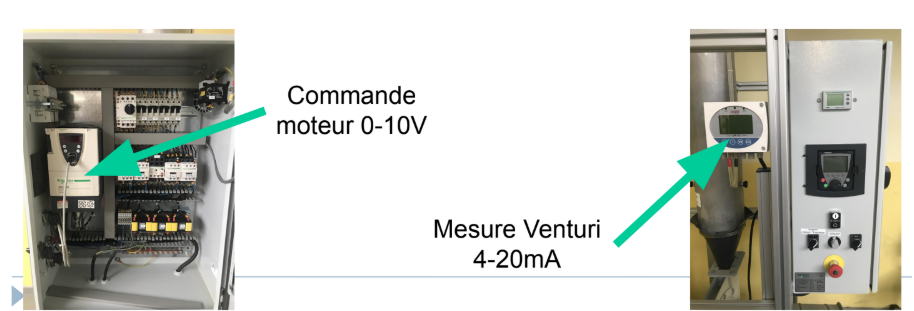 Commande
moteur 0-10V
Mesure Venturi
4-20mA